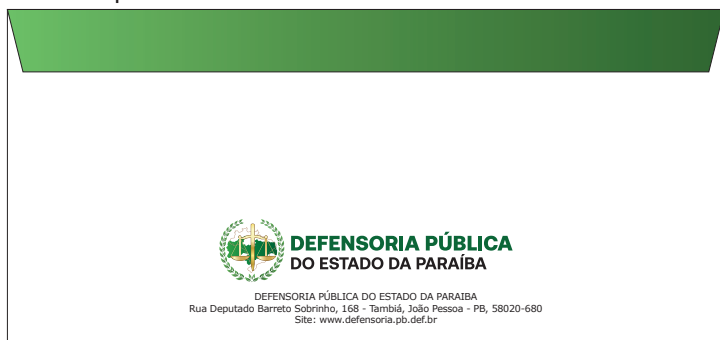 DEFENSORIA PÚBLICA
DO ESTADO DA PARAÍBA
DEFENSORIA PÚBLICA DO ESTADO DA PARAIBA
Rua Deputado Barreto Sobrinho, 168 - Tambiá, João Pessoa - PB, 58020-680
Site: www.defensoria.pb.def.br